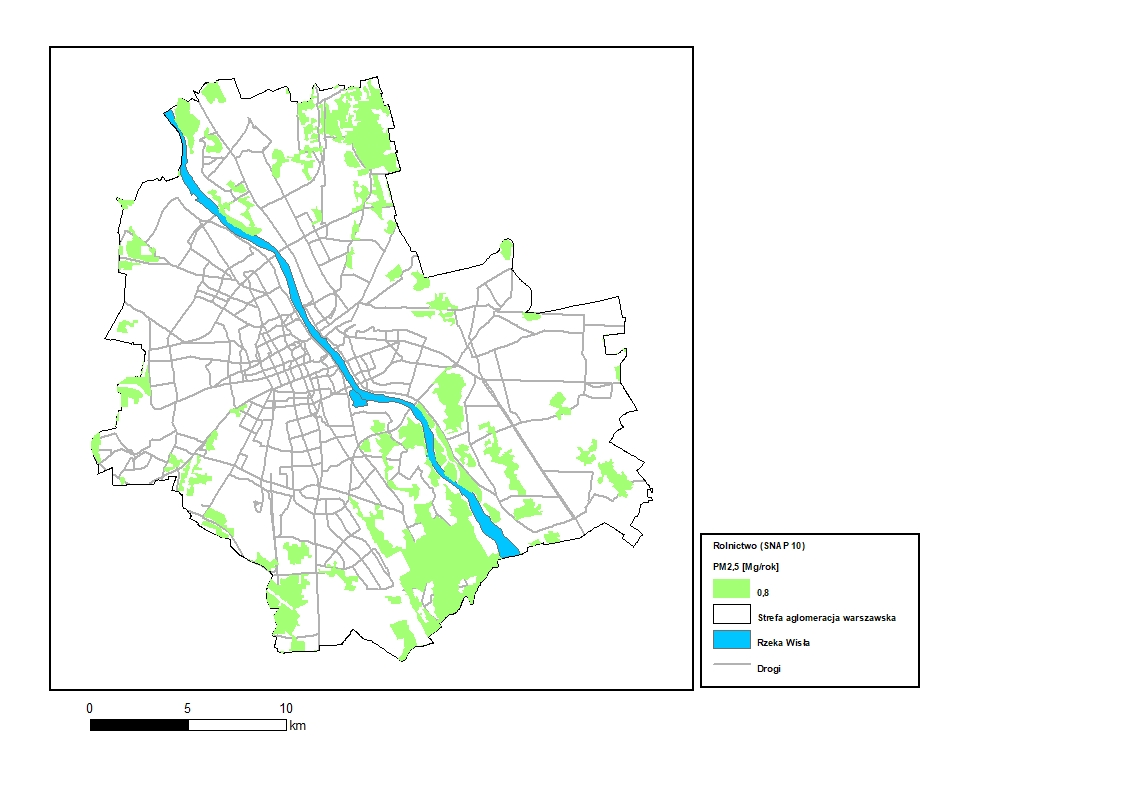 Rolnictwo (SNAP 10)
PM2,5 [Mg/rok]
0,8
Strefa aglomeracja warszawska
Rzeka Wisła
Drogi
0 5 10
km